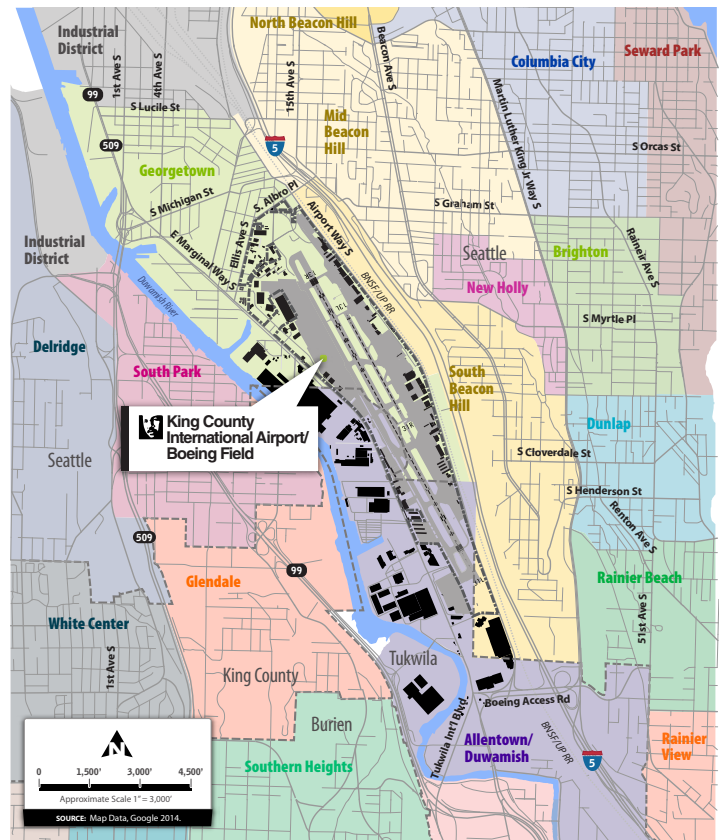 North Beacon Hill
Industrial
District
1st Ave S
4th Ave S
15th Ave S
Beacon Ave S
Columbia City
Seward Park
99
S Lucile St
Mid
Beacon
Hill
Martin Luther King Jr Way S
509
5
S Orcas St
Georgetown
S Michigan St
S. Albro Pl
Airport Way S
S Graham St
Ellis Ave S
E Marginal Way S
Industrial
District
Seattle
Brighton
Raineir Ave S
BNSF/UP RR
13R
13L
New Holly
Duwamish River
S Myrtle Pl
Delridge
South Park
South
Beacon
Hill
King County
International Airport/
Boeing Field
31R
Dunlap
Seattle
S Cloverdale St
S Henderson St
Renton Ave S
509
99
Glendale
31L
Rainier Beach
51st Ave S
White Center
1st Ave S
King County
Tukwila
Boeing Access Rd
Burien
Tukwila Int'l Blvd.
Allentown/
Duwamish
BNSF/UP RR
5
Rainier
View
Southern Heights
N
0 1,500' 3,000' 4,500'
Approximate Scale 1" = 3,000'
SOURCE: Map Data, Google 2014.